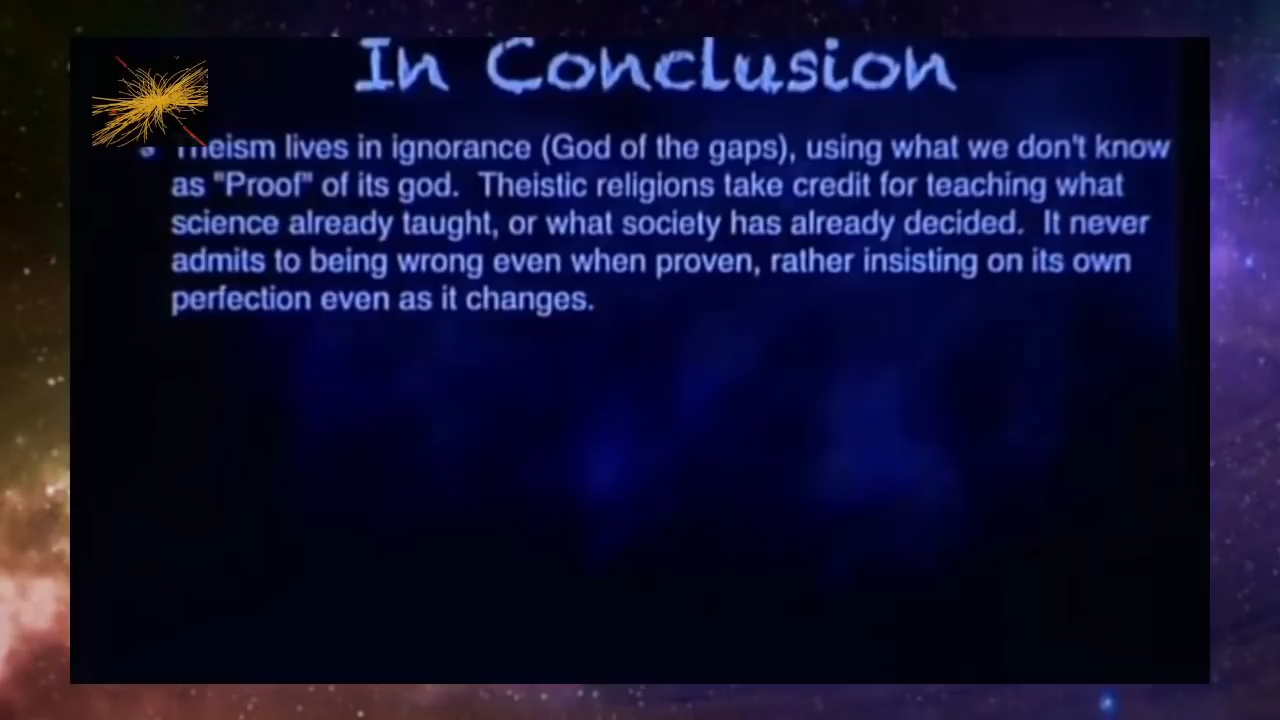 In Conclusion
Theism lives in ignorance (God of the gaps), using what we don't know
as "Proof" of its god. Theistic religions take credit for teaching what
science already taught, or what society has already decided. It never
admits to being wrong even when proven, rather insisting on its own
perfection even as it changes.